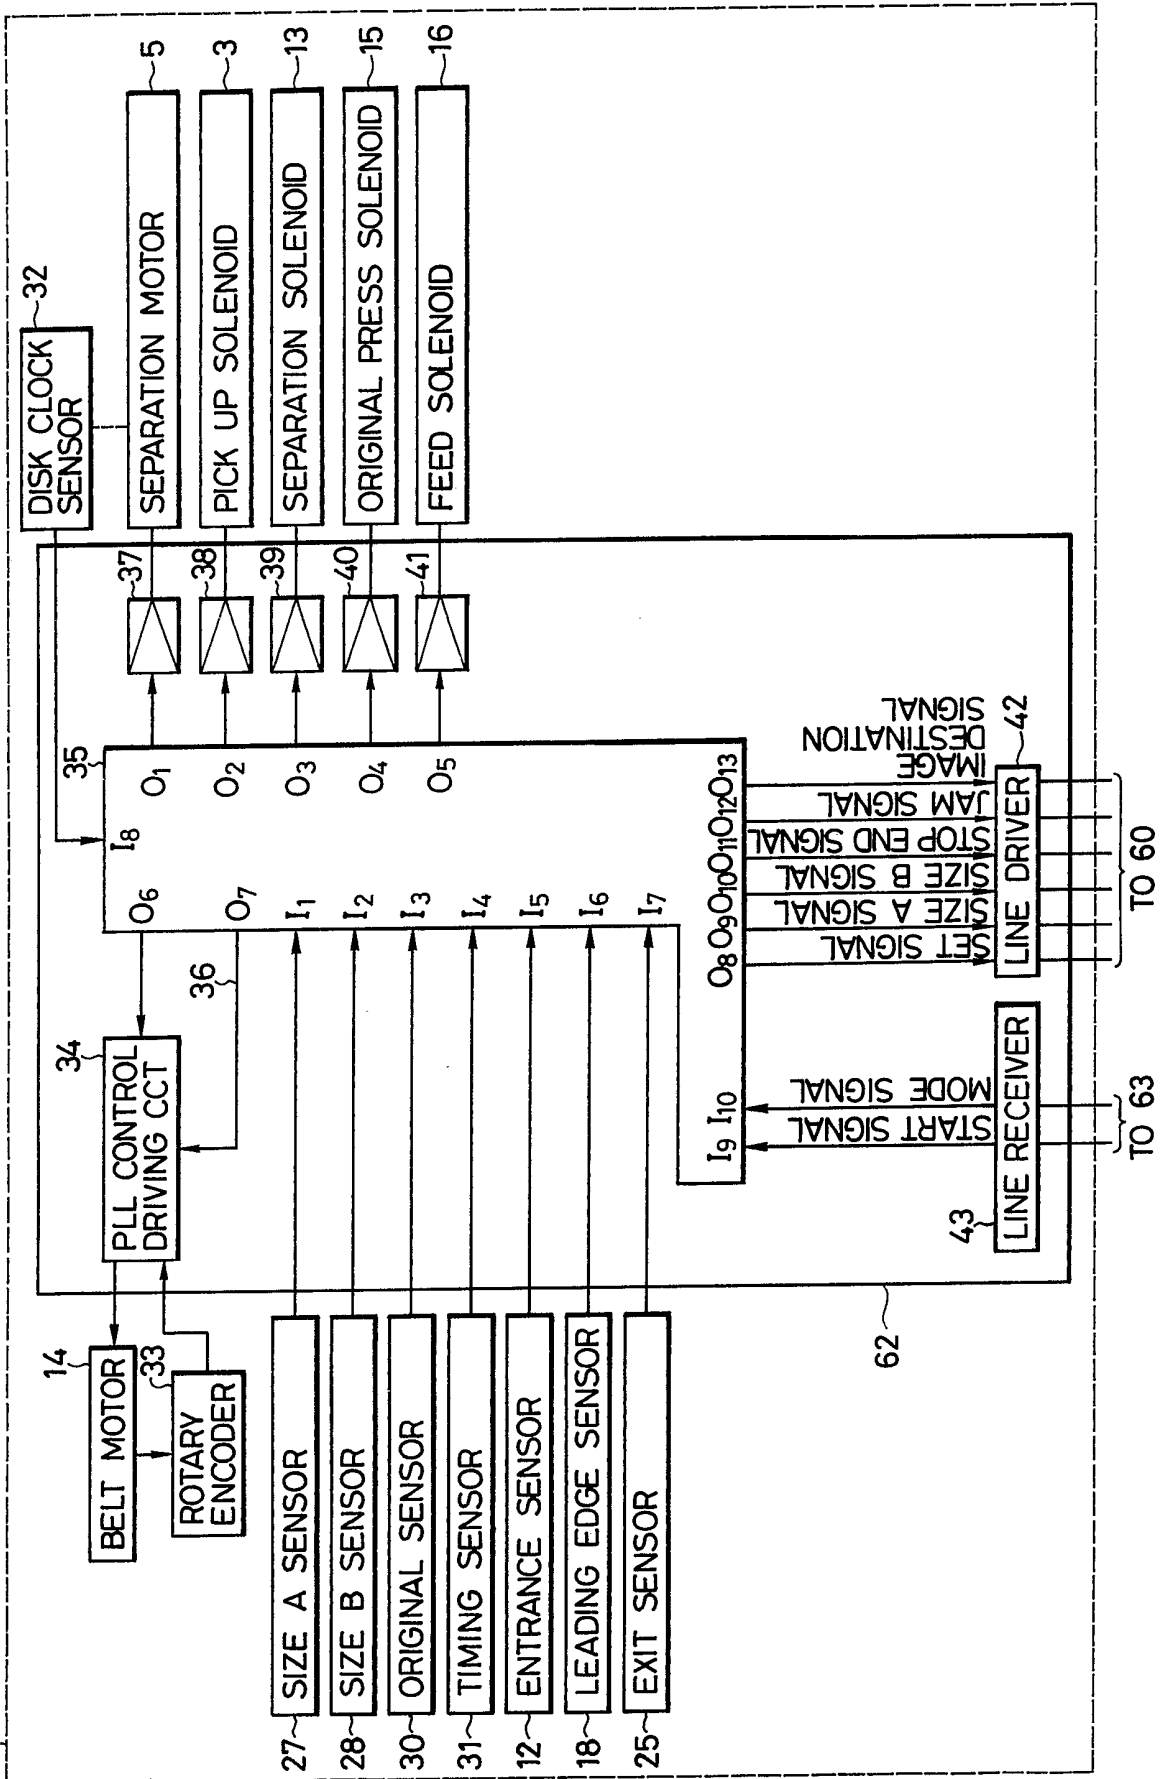 BELT MOTOR
14
ROTARY
ENCODER
33
PLL CONTROL
DRIVING CCT
34
36
35
DISK CLOCK
SENSOR
32
SEPARATION MOTOR
5
PICK UP SOLENOID
3
SEPARATION SOLENOID
13
ORIGINAL PRESS SOLENOID
15
FEED SOLENOID
16
37
38
39
40
41
O6
O7
I8
O1
O2
O3
O4
O5
I1
I2
I3
I4
I5
I6
I7
27
SIZE A SENSOR
28
SIZE B SENSOR
30
ORIGINAL SENSOR
31
TIMING SENSOR
12
ENTRANCE SENSOR
18
LEADING EDGE SENSOR
25
EXIT SENSOR
I9 I10
O8 O9 O10 O11 O12 O13
START SIGNAL
MODE SIGNAL
SET SIGNAL
SIZE A SIGNAL
SIZE B SIGNAL
STOP END SIGNAL
JAM SIGNAL
IMAGE
DESTINATION
SIGNAL
43
LINE RECEIVER
LINE DRIVER
42
62
TO 63
TO 60